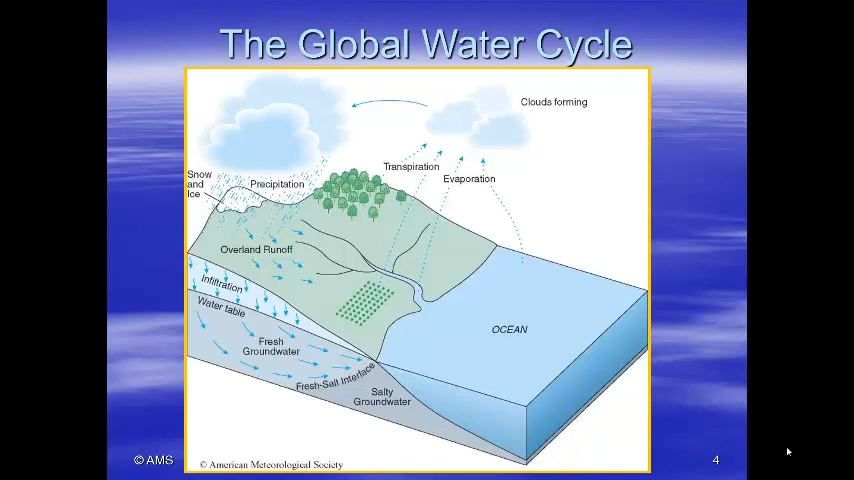 The Global Water Cycle
Clouds forming
Transpiration
Evaporation
Snow
and
Ice
Precipitation
Overland Runoff
Infiltration
Water table
Fresh
Groundwater
Fresh-Salt Interface
Salty
Groundwater
OCEAN
© American Meteorological Society
© AMS
4